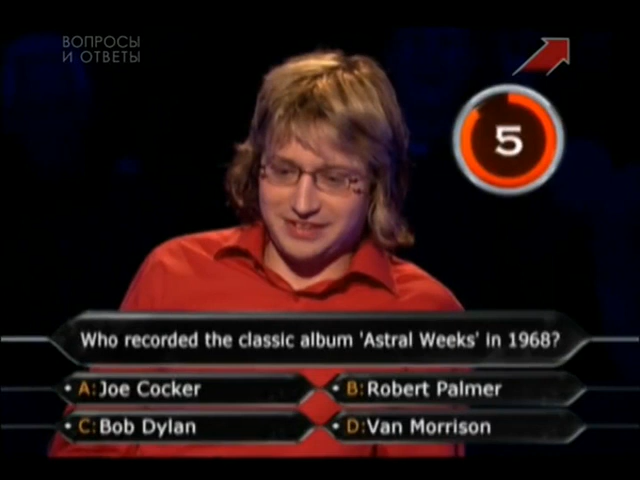 ВОПРОСЫ
И ОТВЕТЫ
5
Who recorded the classic album 'Astral Weeks' in 1968?
A: Joe Cocker
B: Robert Palmer
C: Bob Dylan
D: Van Morrison